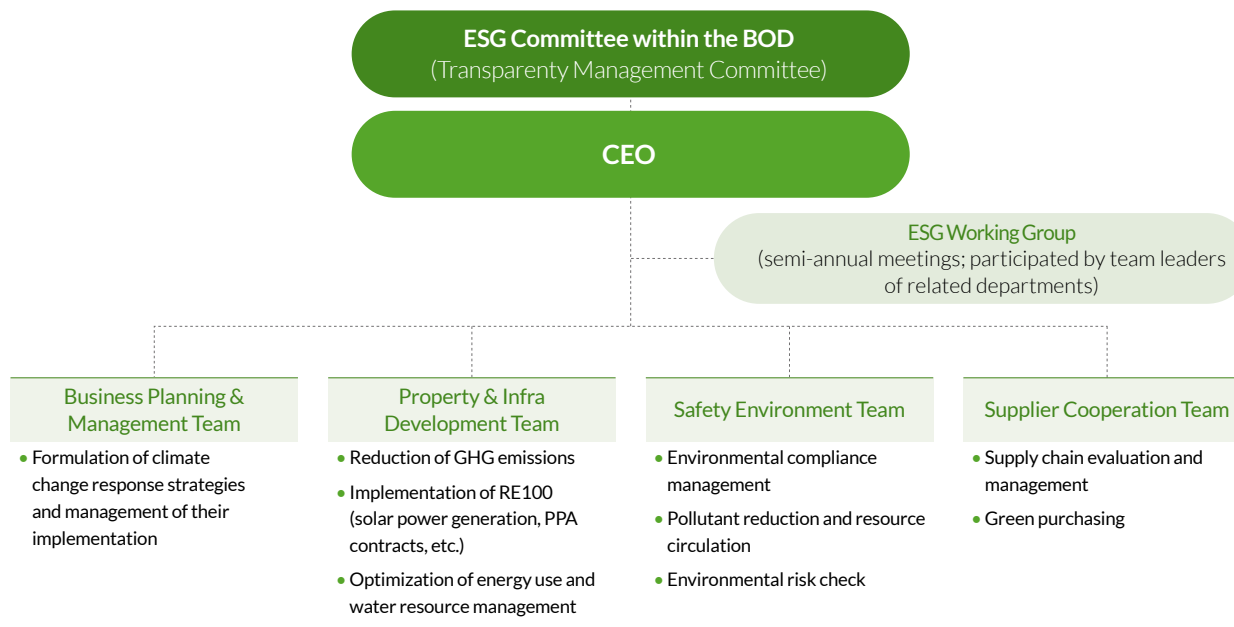 ESG Committee within the BOD
(Transparenty Management Committee)
CEO
ESG Working Group
(semi-annual meetings; participated by team leaders
of related departments)
Business Planning &
Management Team
• Formulation of climate
change response strategies
and management of their
implementation
Property & Infra
Development Team
• Reduction of GHG emissions
• Implementation of RE100
(solar power generation, PPA
contracts, etc.)
• Optimization of energy use and
water resource management
Safety Environment Team
• Environmental compliance
management
• Pollutant reduction and resource
circulation
• Environmental risk check
Supplier Cooperation Team
• Supply chain evaluation and
management
• Green purchasing